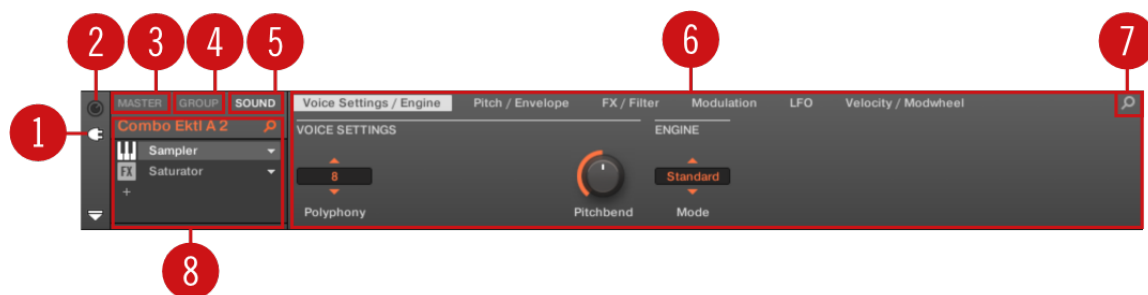 2 3 4 5 6 7
MASTER GROUP SOUND Voice Settings / Engine Pitch / Envelope FX / Filter Modulation LFO Velocity / Modwheel
1
Combo Ektl A 2 VOICE SETTINGS ENGINE
Sampler
FX Saturator 8 Standard
+
Polyphony Pitchbend Mode
8